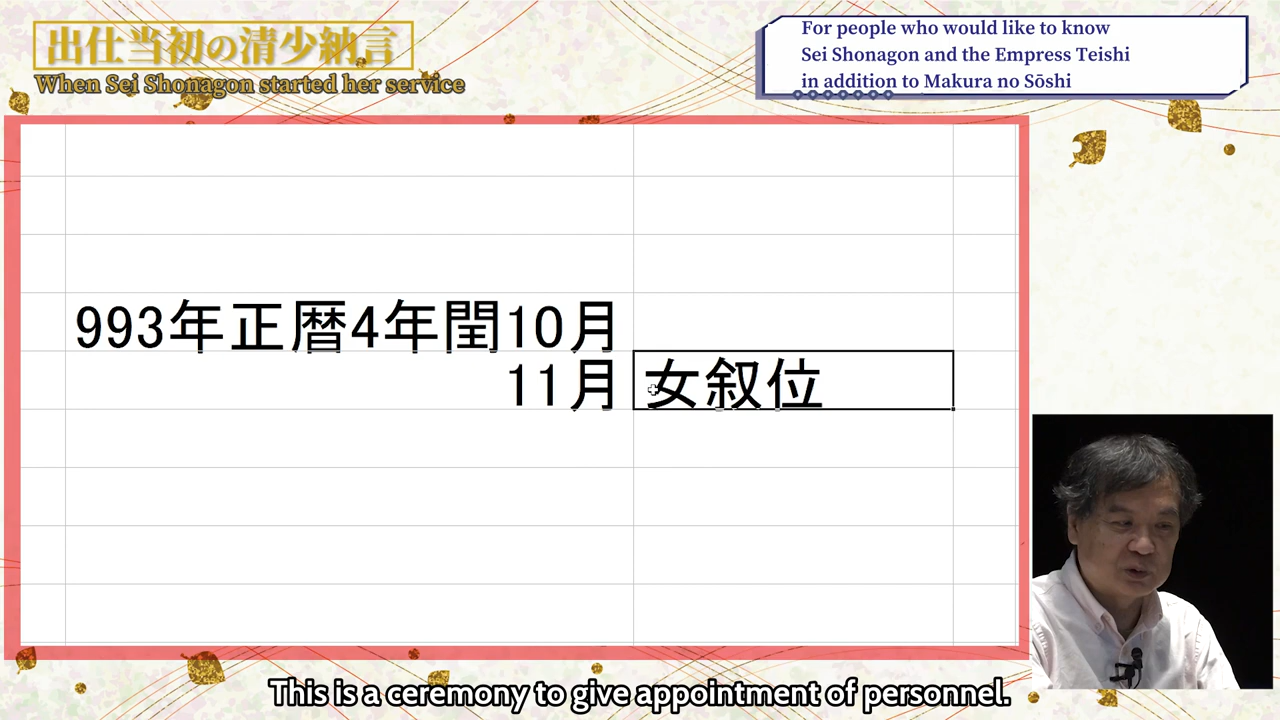 出仕当初の清少納言
When Sei Shonagon started her service
For people who would like to know
Sei Shonagon and the Empress Teishi
in addition to Makura no Sōshi
993年正暦4年閏10月
11月 女叙位
This is a ceremony to give appointment of personnel.